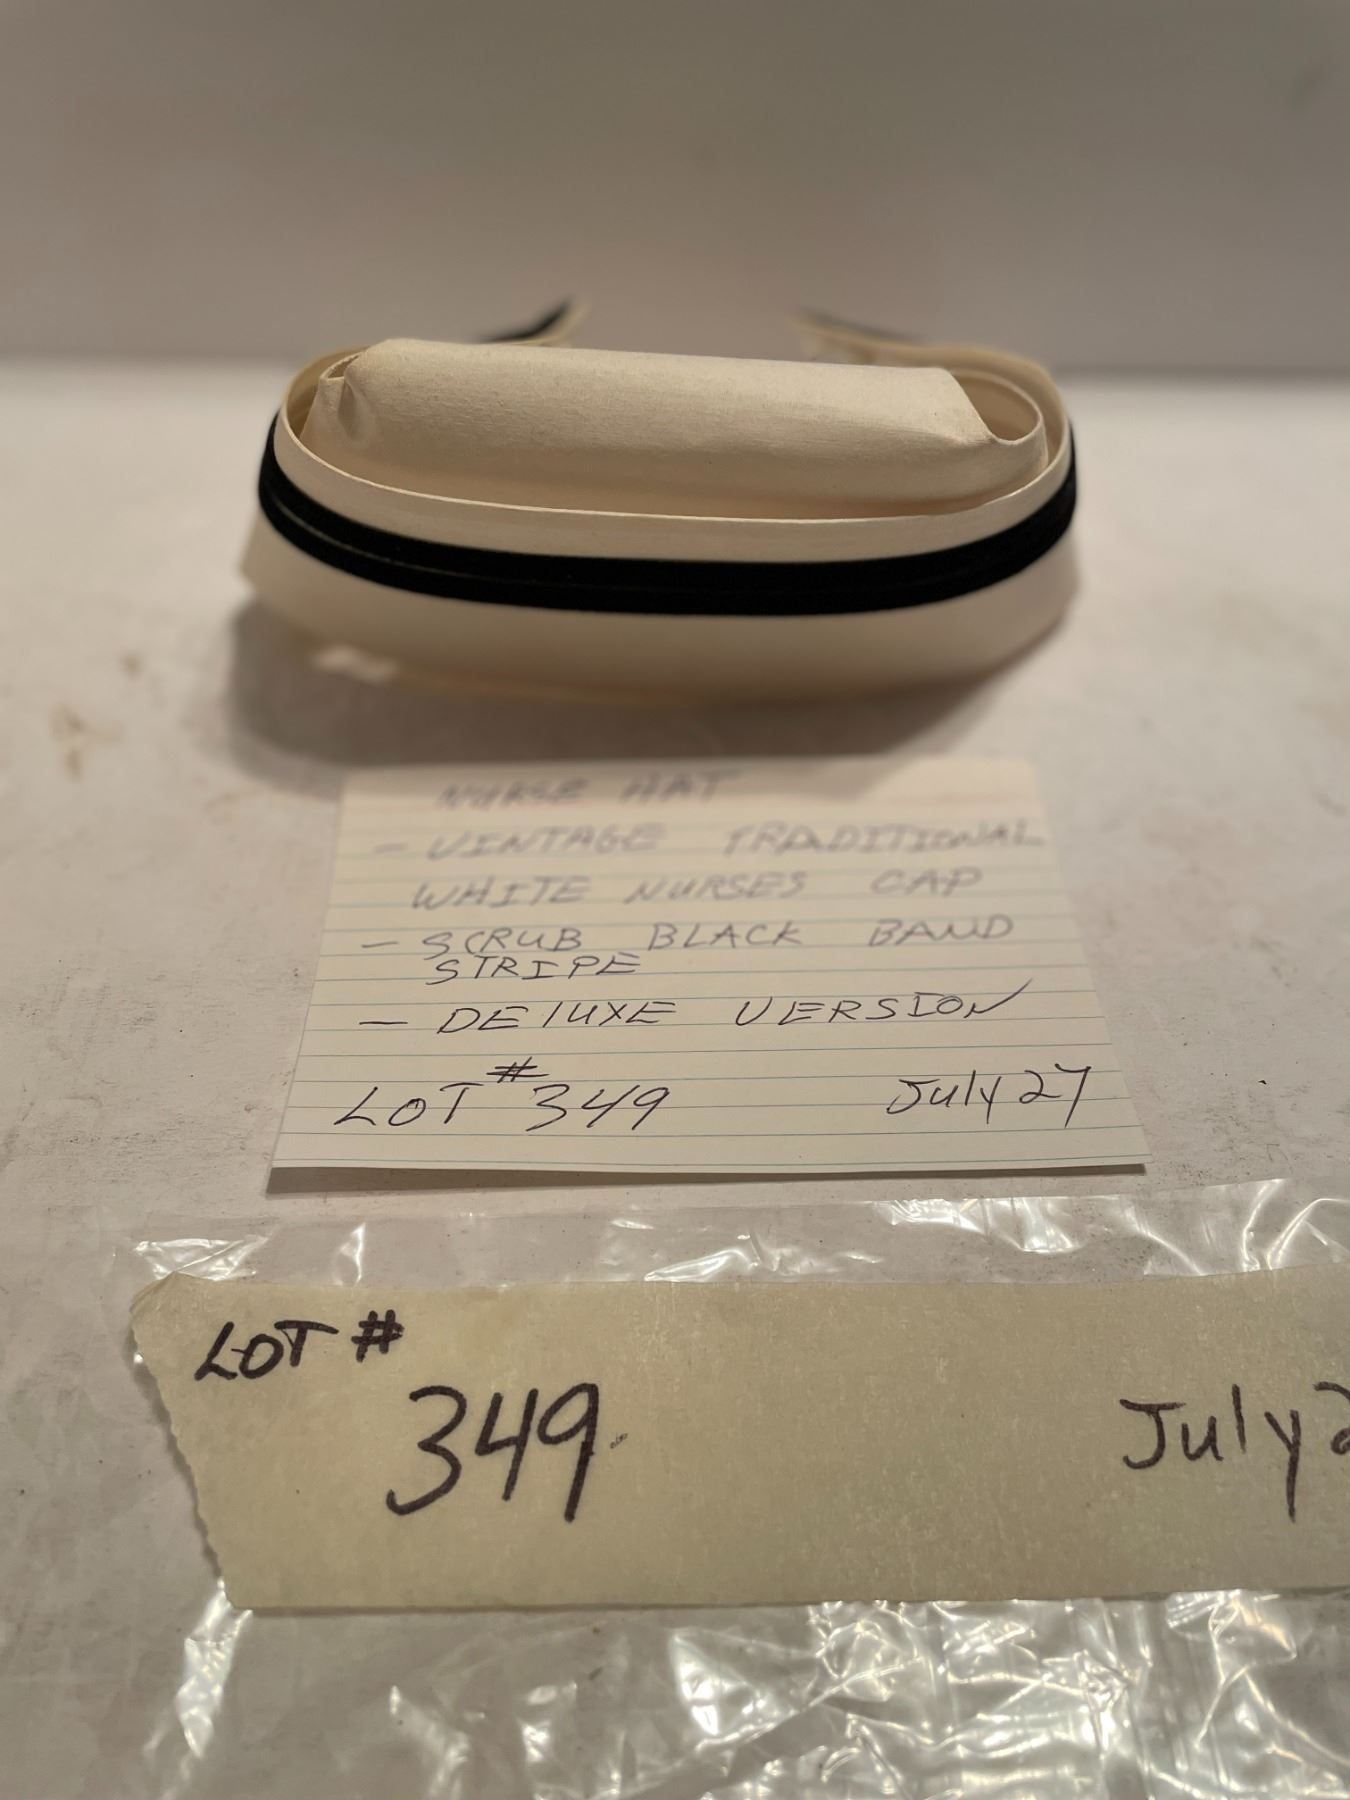 NURSE HAT
- VINTAGE TRADITIONAL
WHITE NURSES CAP
- SCRUB BLACK BAND
STRIPE
- DElUXE VERSION
LOT # 349 July 27
LOT #
349 July 2